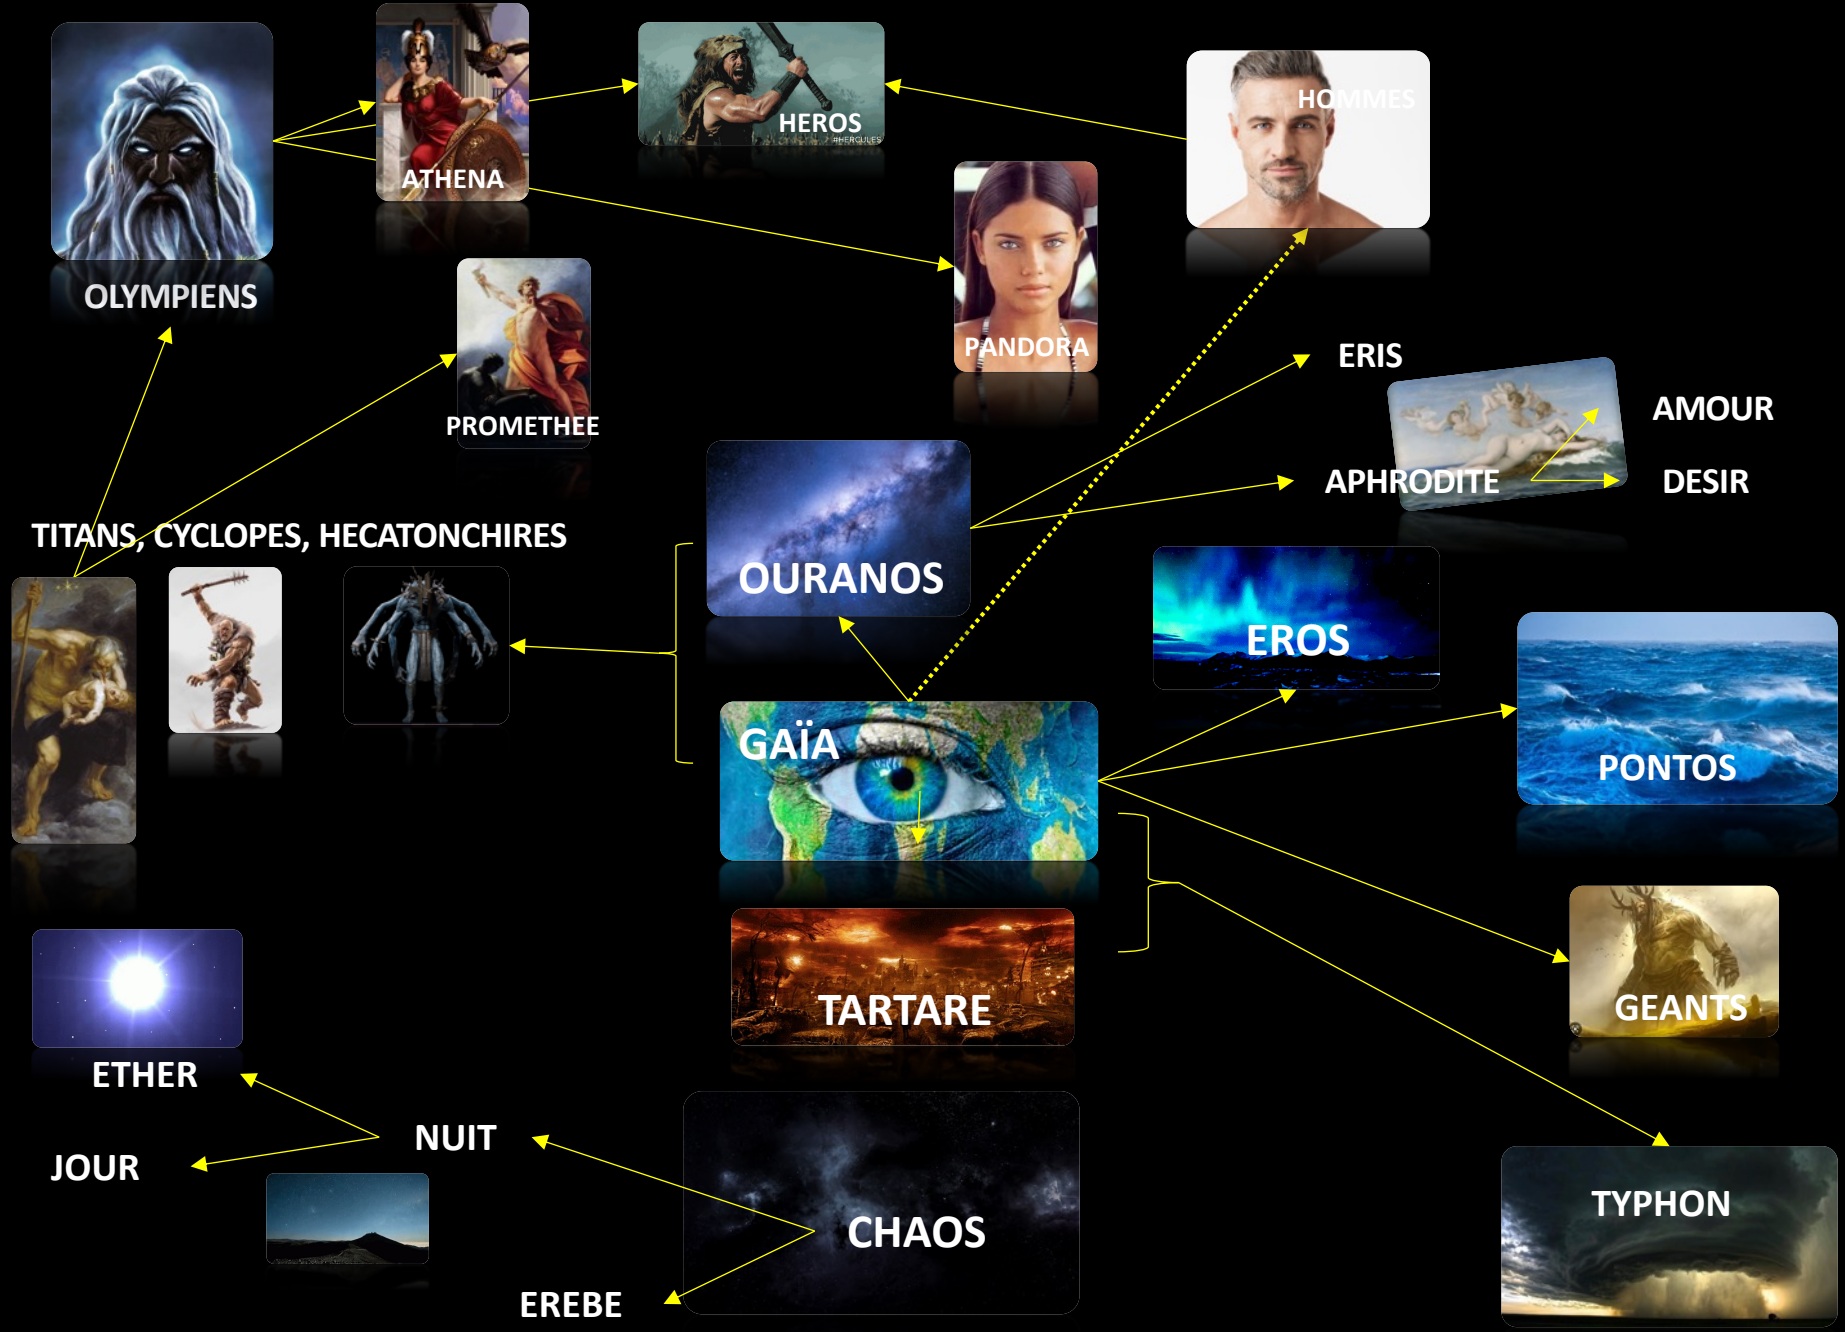 HOMMES
HEROS
#HERCULES
ATHENA
OLYMPIENS
PANDORA
ERIS
AMOUR
PROMETHEE
APHRODITE
DESIR
TITANS, CYCLOPES, HECATONCHIRES
OURANOS
EROS
GAÏA
PONTOS
TARTARE
GEANTS
ETHER
NUIT
JOUR
TYPHON
CHAOS
EREBE